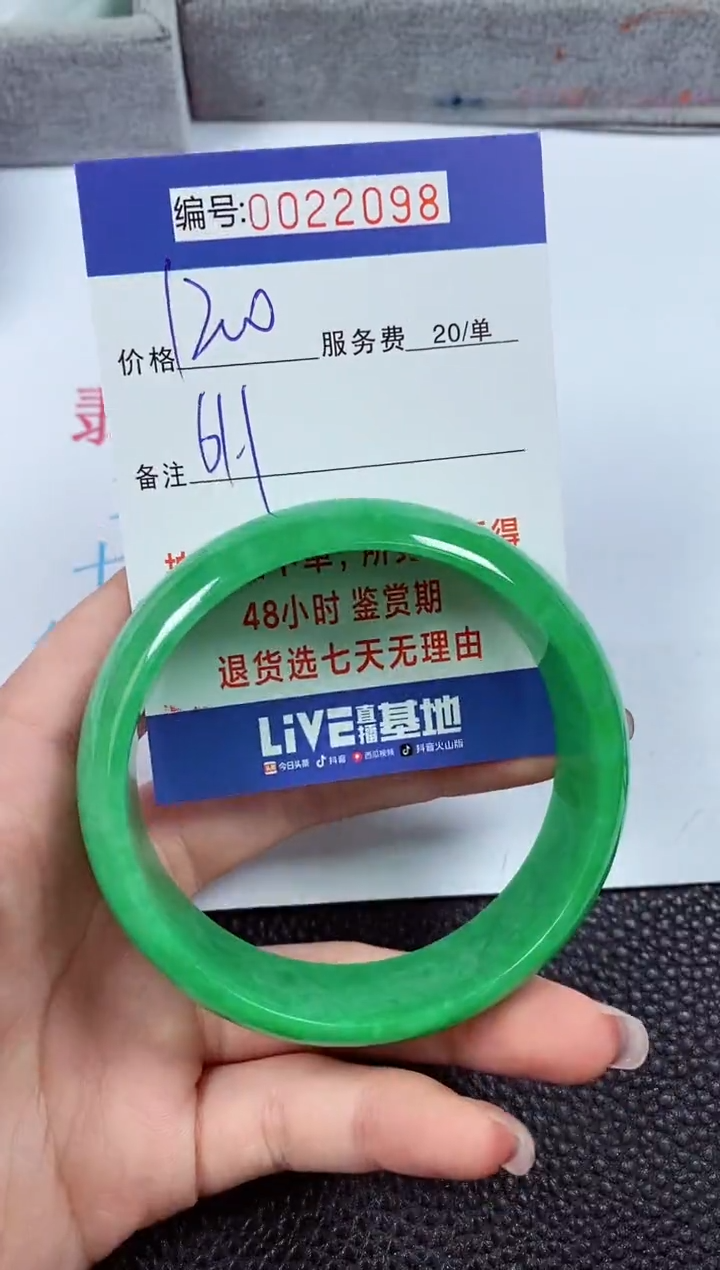 编号:0022098
价格 1200 服务费 20/单
备注 61.1
48小时 鉴赏期
退货选七天无理由
LiVE直播基地
今日头条 抖音 西瓜视频 抖音火山版